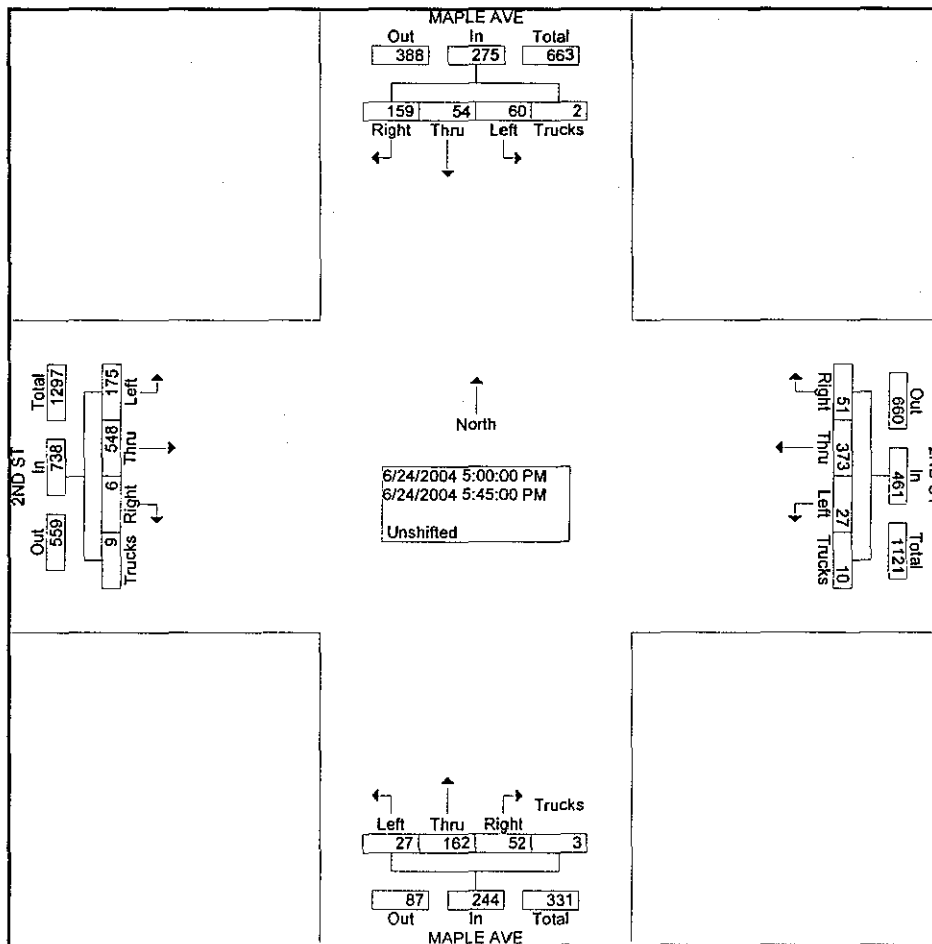 MAPLE AVE
Out In Total
388 275 663
159 54 60 2
Right Thru Left Trucks
2ND ST
Total In Out
1297 738 559
175 548 6 9
Left Thru Right Trucks
North
6/24/2004 5:00:00 PM
6/24/2004 5:45:00 PM
Unshifted
Right Thru Left Trucks
51 373 27 10
660 461 1121
Out In Total
Trucks
Left Thru Right
27 162 52 3
87 244 331
Out In Total
MAPLE AVE